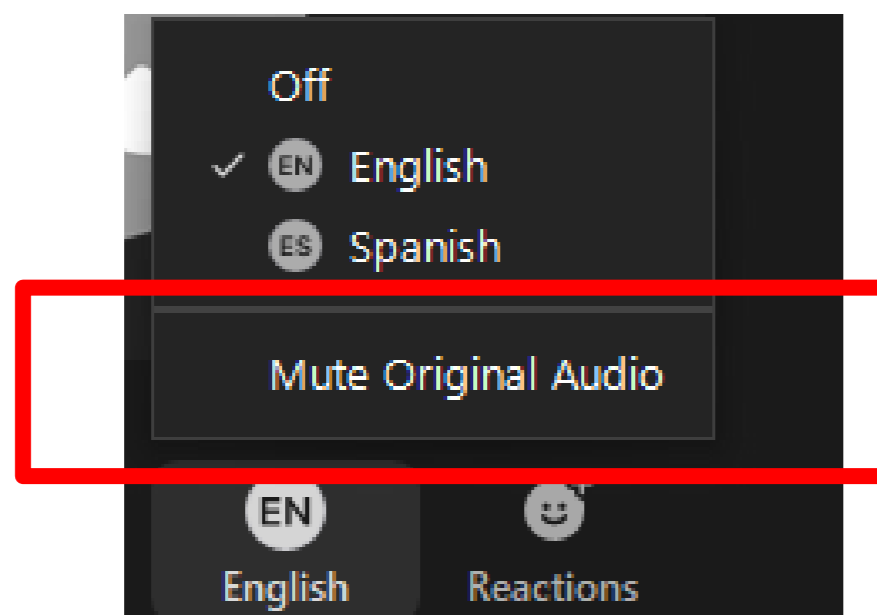 Off
EN English
ES Spanish
Mute Original Audio
EN
English Reactions